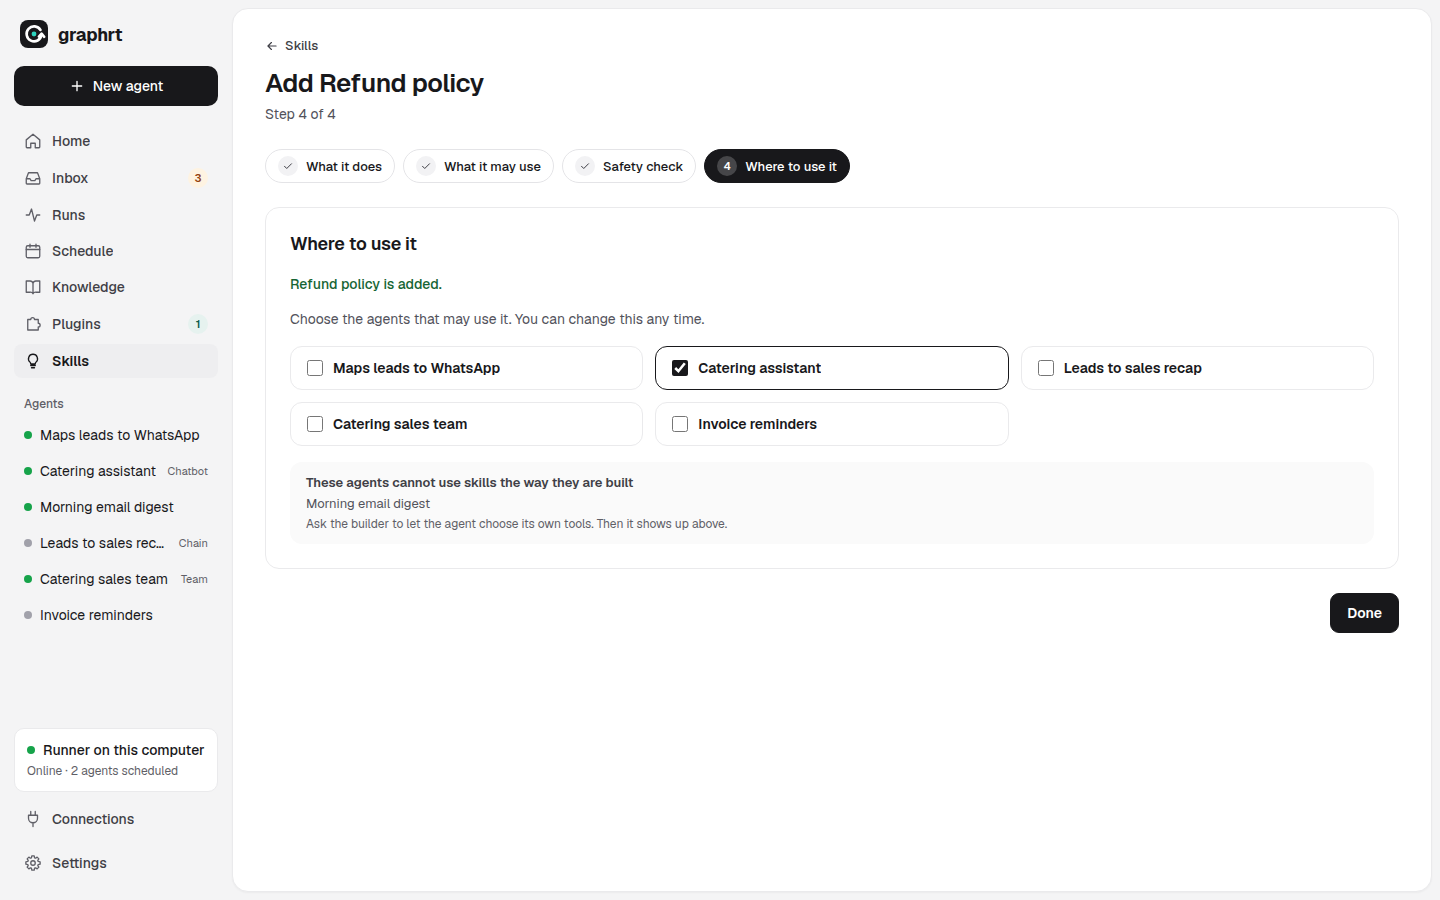 graphrt
New agent
Home
Inbox 3
Runs
Schedule
Knowledge
Plugins 1
Skills
Agents
Maps leads to WhatsApp
Catering assistant Chatbot
Morning email digest
Leads to sales rec... Chain
Catering sales team Team
Invoice reminders
Runner on this computer
Online · 2 agents scheduled
Connections
Settings
Skills
Add Refund policy
Step 4 of 4
What it does What it may use Safety check 4 Where to use it
Where to use it
Refund policy is added.
Choose the agents that may use it. You can change this any time.
Maps leads to WhatsApp Catering assistant Leads to sales recap
Catering sales team Invoice reminders
These agents cannot use skills the way they are built
Morning email digest
Ask the builder to let the agent choose its own tools. Then it shows up above.
Done